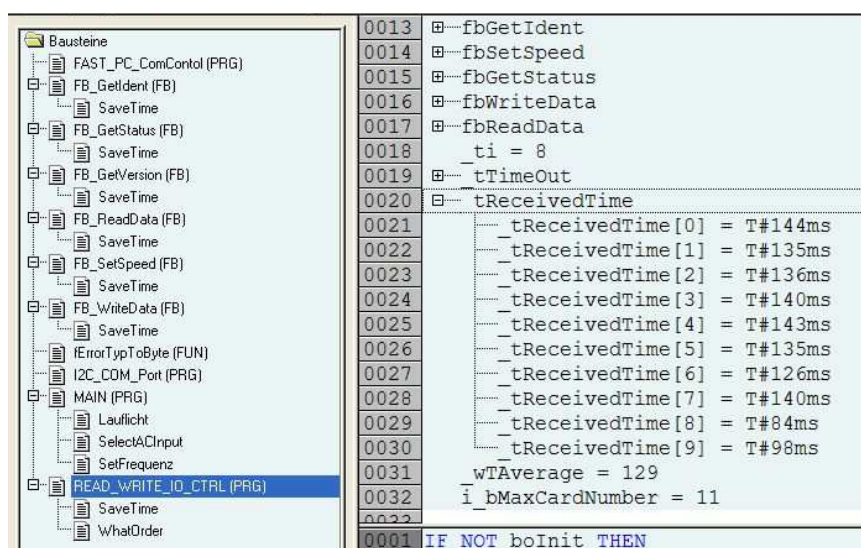 Bausteine
FAST_PC_ComContol (PRG)
FB_GetIdent (FB)
SaveTime
FB_GetStatus (FB)
SaveTime
FB_GetVersion (FB)
SaveTime
FB_ReadData (FB)
SaveTime
FB_SetSpeed (FB)
SaveTime
FB_WriteData (FB)
SaveTime
fErrorTypToByte (FUN)
I2C_COM_Port (PRG)
MAIN (PRG)
Lauflicht
SelectACInput
SetFrequenz
READ_WRITE_IO_CTRL (PRG)
SaveTime
WhatOrder
0013 fbGetIdent
0014 fbSetSpeed
0015 fbGetStatus
0016 fbWriteData
0017 fbReadData
0018 _ti = 8
0019 _tTimeOut
0020 _tReceivedTime
0021 _tReceivedTime[0] = T#144ms
0022 _tReceivedTime[1] = T#135ms
0023 _tReceivedTime[2] = T#136ms
0024 _tReceivedTime[3] = T#140ms
0025 _tReceivedTime[4] = T#143ms
0026 _tReceivedTime[5] = T#135ms
0027 _tReceivedTime[6] = T#126ms
0028 _tReceivedTime[7] = T#140ms
0029 _tReceivedTime[8] = T#84ms
0030 _tReceivedTime[9] = T#98ms
0031 _wTAverage = 129
0032 i_bMaxCardNumber = 11
0033
0001 IF NOT boInit THEN